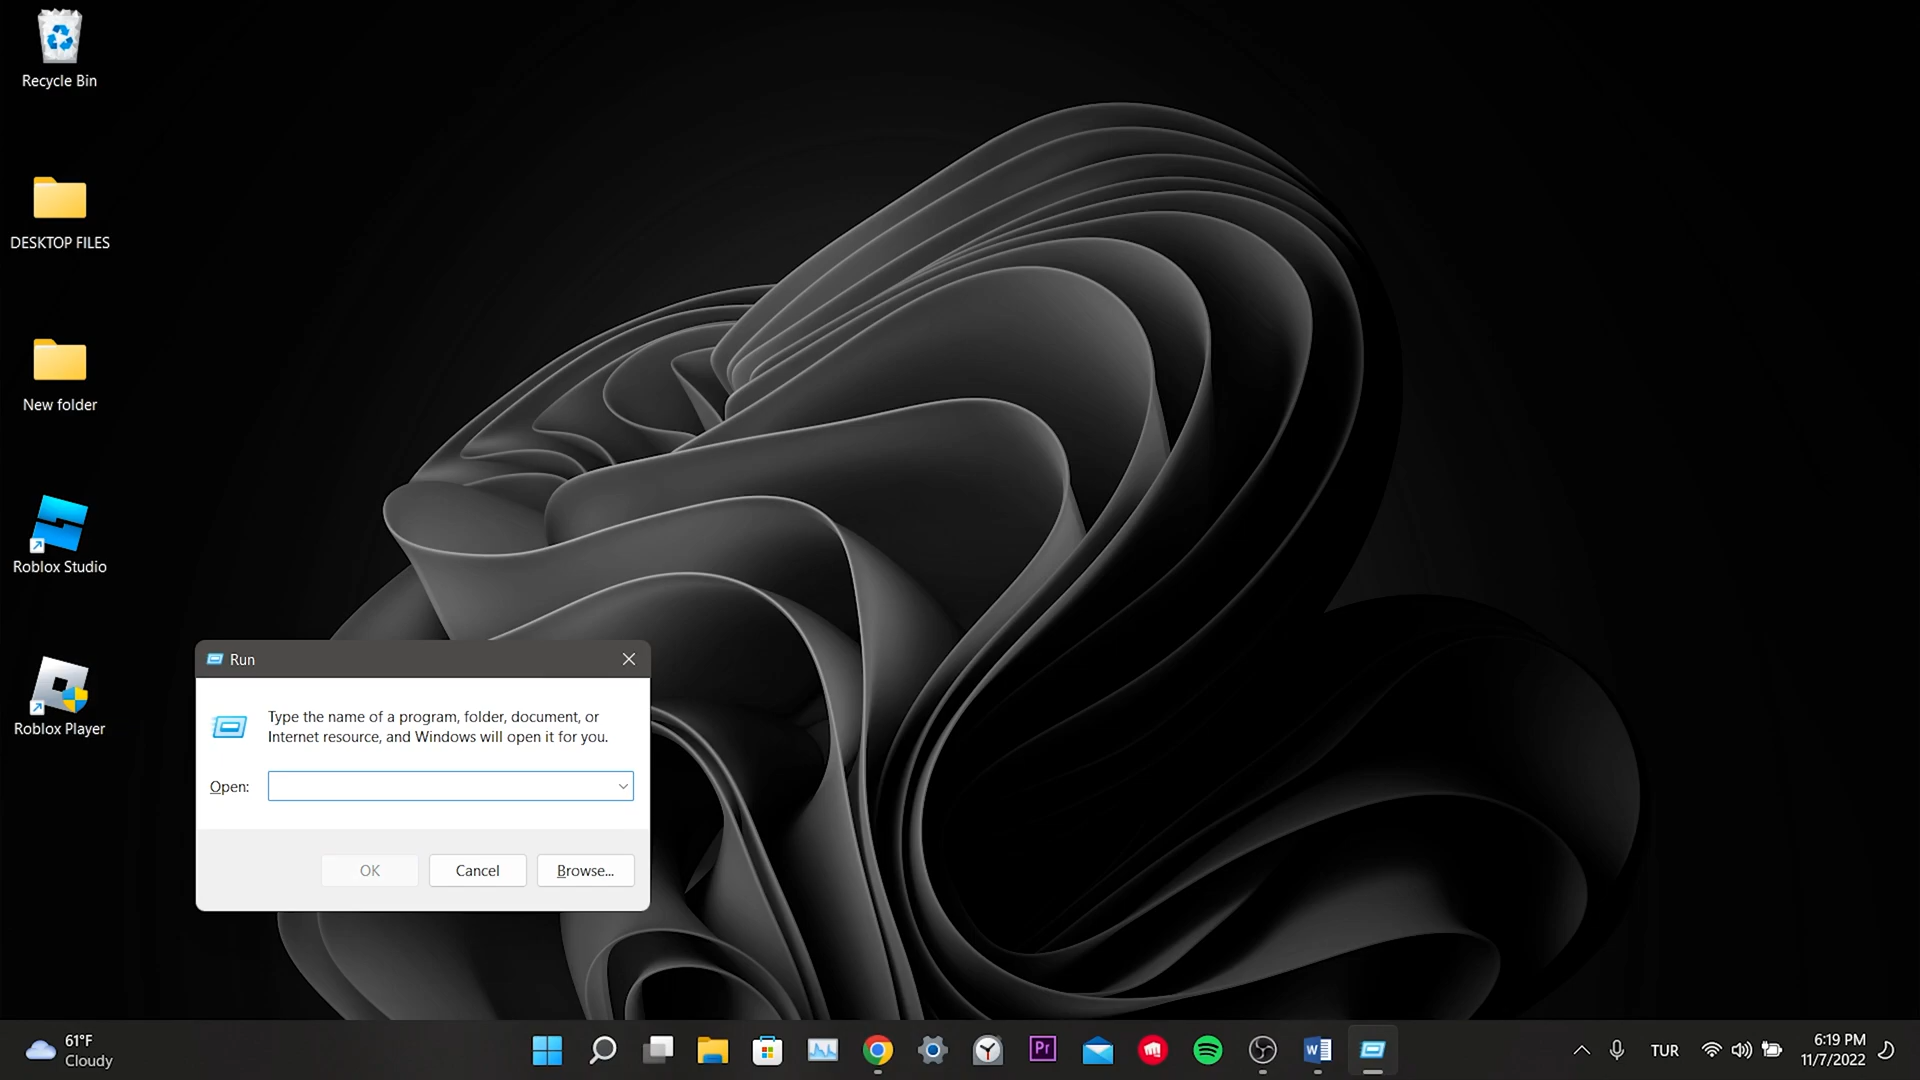 Recycle Bin
DESKTOP FILES
New folder
Roblox Studio
Roblox Player
Run
Type the name of a program, folder, document, or
Internet resource, and Windows will open it for you.
Open:
OK
Cancel
Browse...
61°F
Cloudy
Pr
W
TUR
6:19 PM
11/7/2022